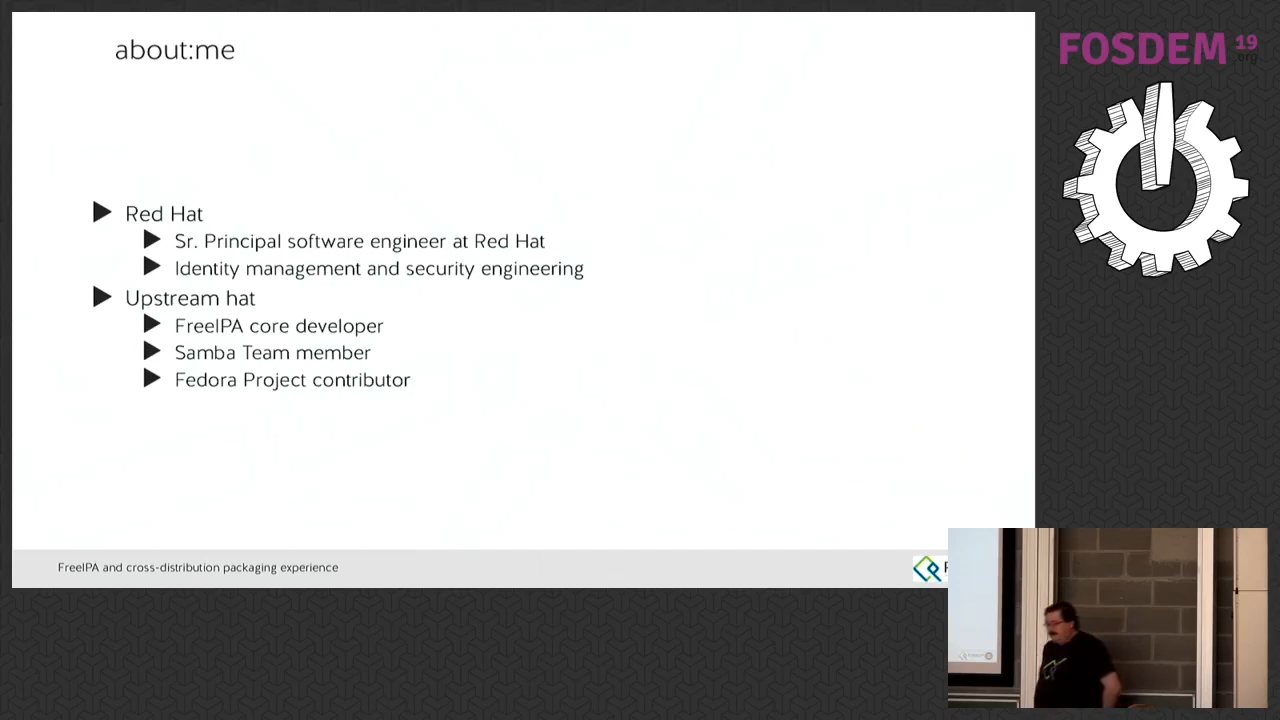 about:me
FOSDEM 19
.org
Red Hat
Sr. Principal software engineer at Red Hat
Identity management and security engineering
Upstream hat
FreeIPA core developer
Samba Team member
Fedora Project contributor
FreeIPA and cross-distribution packaging experience